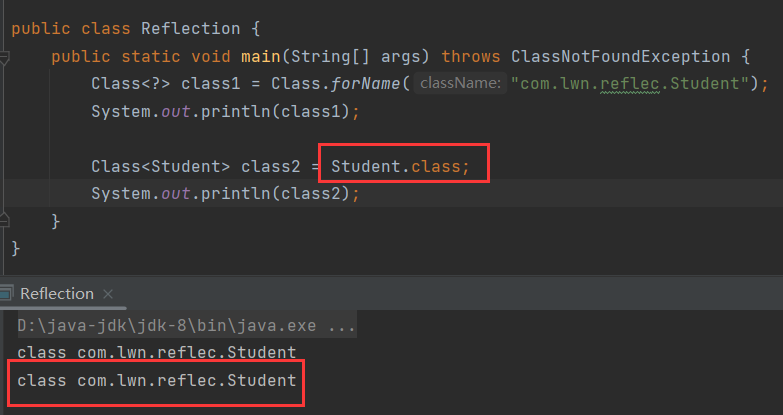 public class Reflection {
public static void main(String[] args) throws ClassNotFoundException {
Class<?> class1 = Class.forName( className: "com.lwn.reflec.Student");
System.out.println(class1);
Class<Student> class2 = Student.class;
System.out.println(class2);
}
}
Reflection ×
D:\java-jdk\jdk-8\bin\java.exe ...
class com.lwn.reflec.Student
class com.lwn.reflec.Student